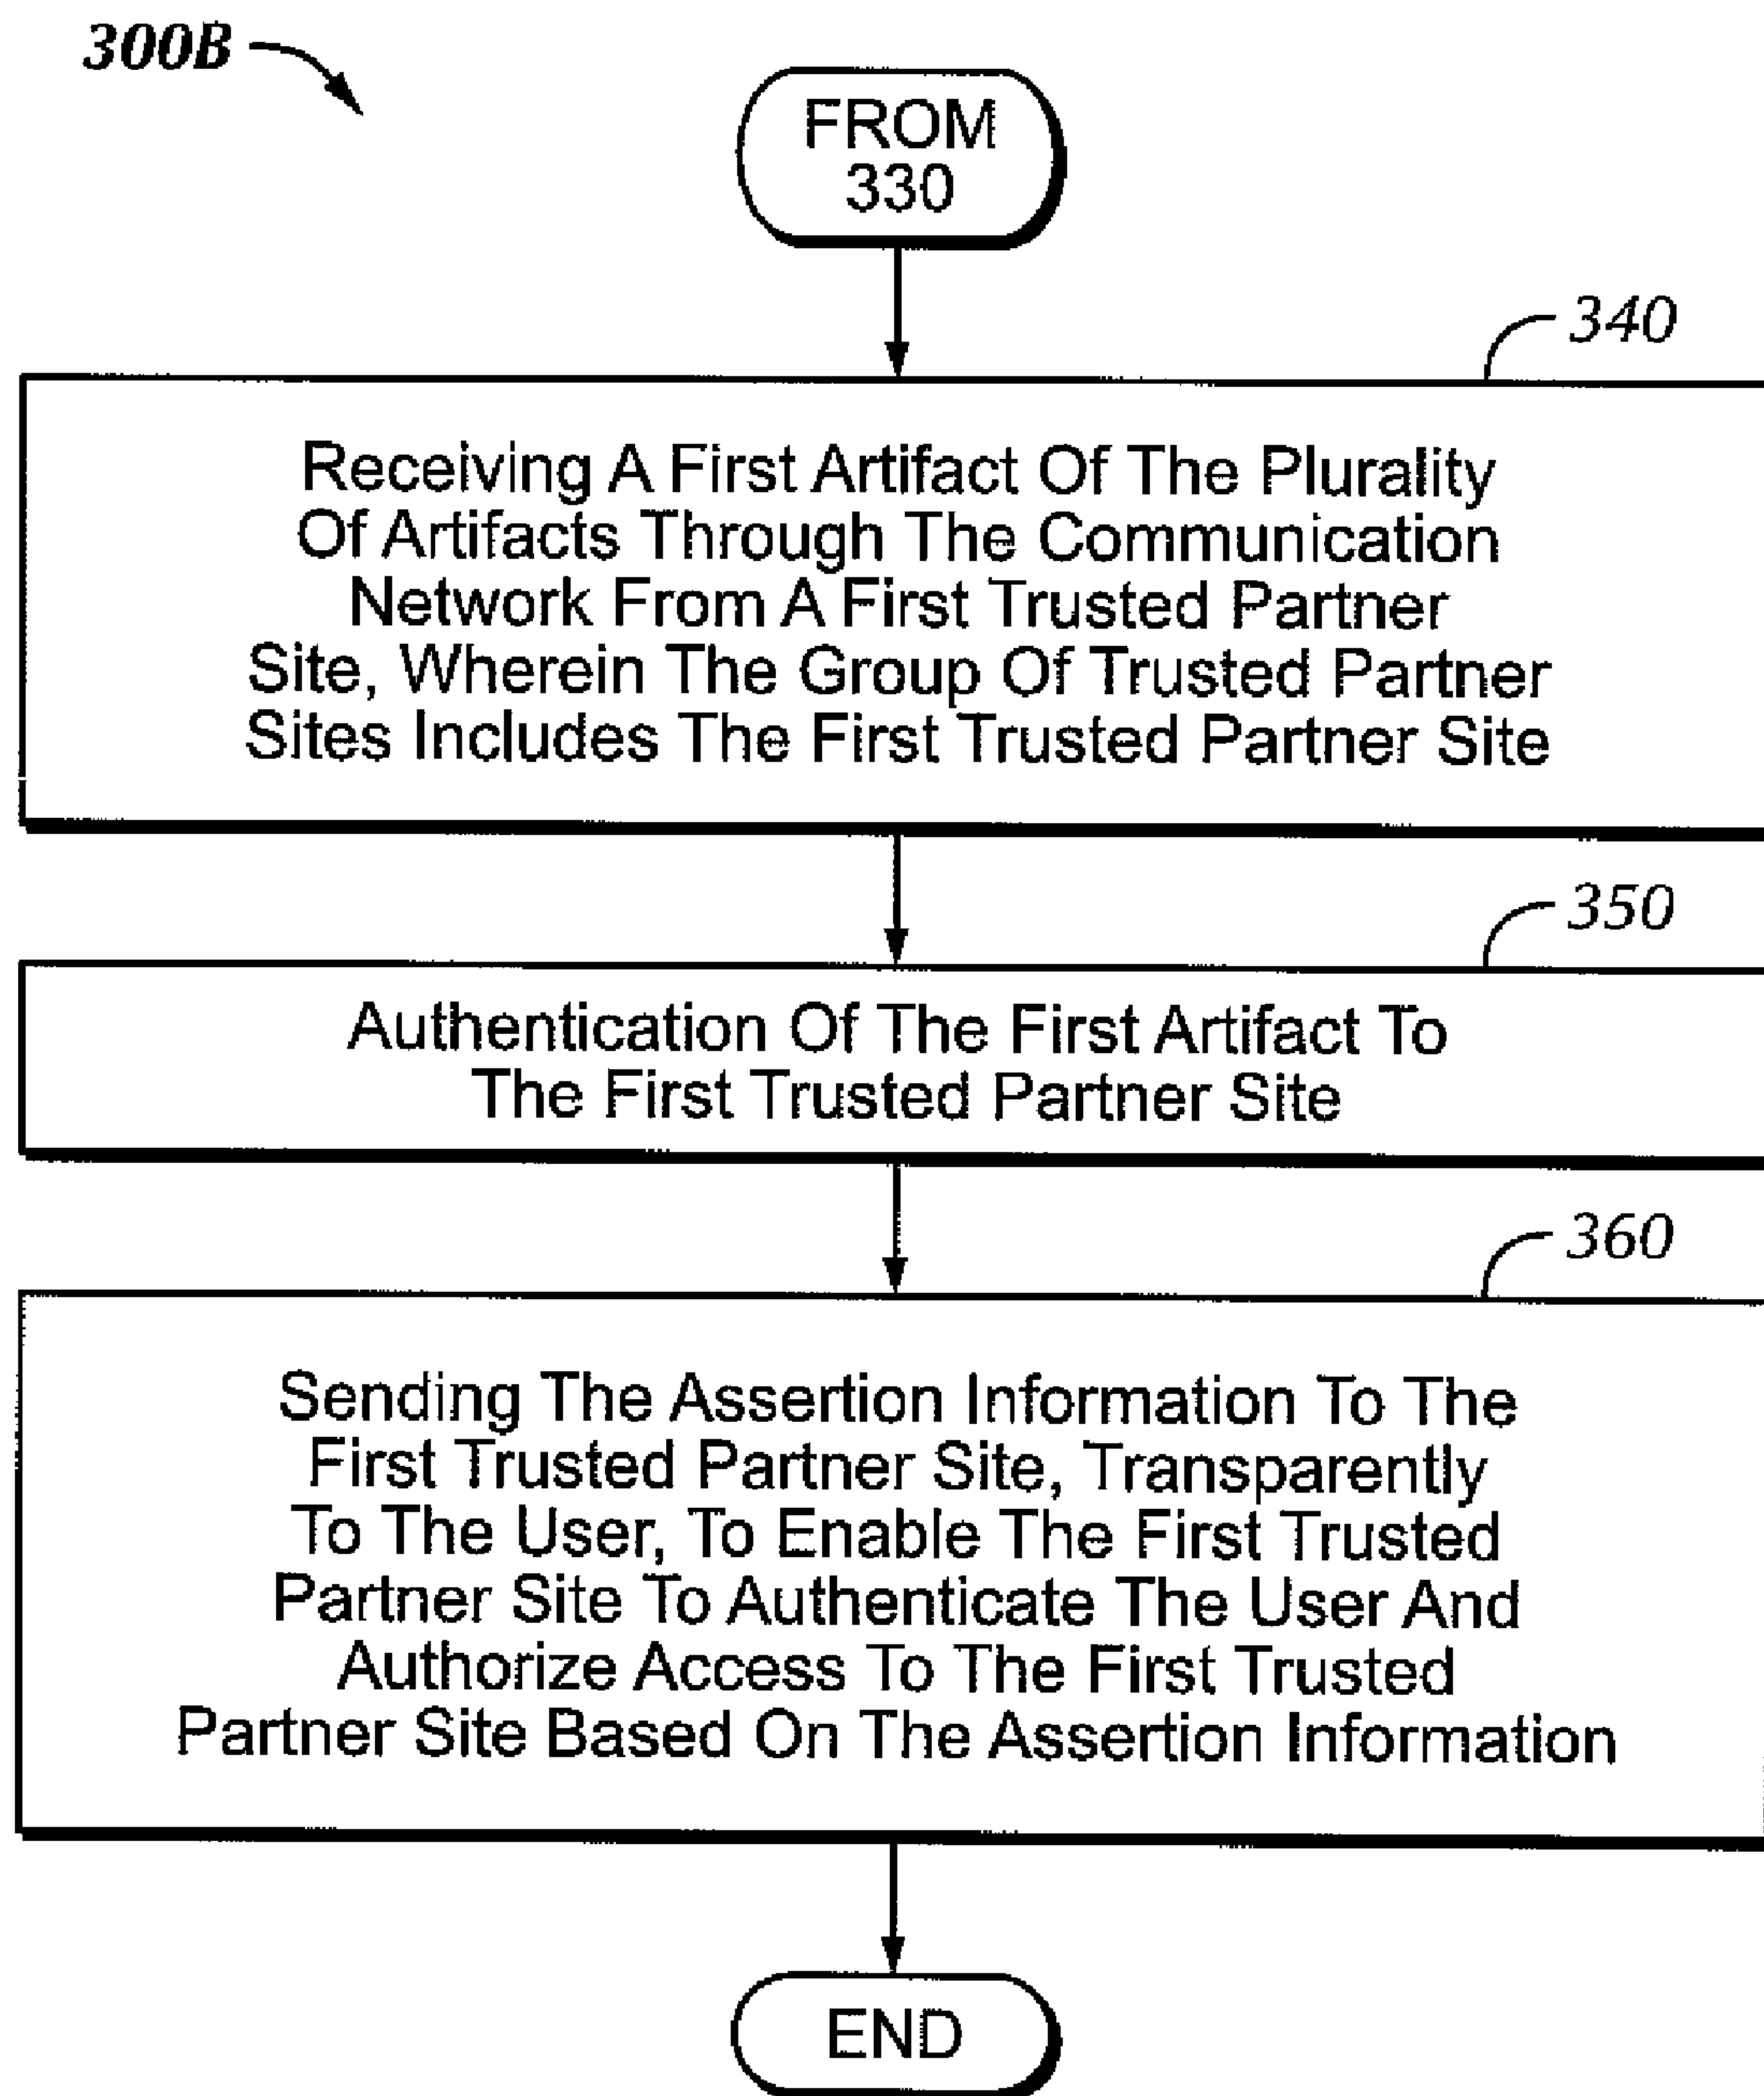 300B
FROM
330
340
Receiving A First Artifact Of The Plurality
Of Artifacts Through The Communication
Network From A First Trusted Partner
Site, Wherein The Group Of Trusted Partner
Sites Includes The First Trusted Partner Site
350
Authentication Of The First Artifact To
The First Trusted Partner Site
360
Sending The Assertion Information To The
First Trusted Partner Site, Transparently
To The User, To Enable The First Trusted
Partner Site To Authenticate The User And
Authorize Access To The First Trusted
Partner Site Based On The Assertion Information
END